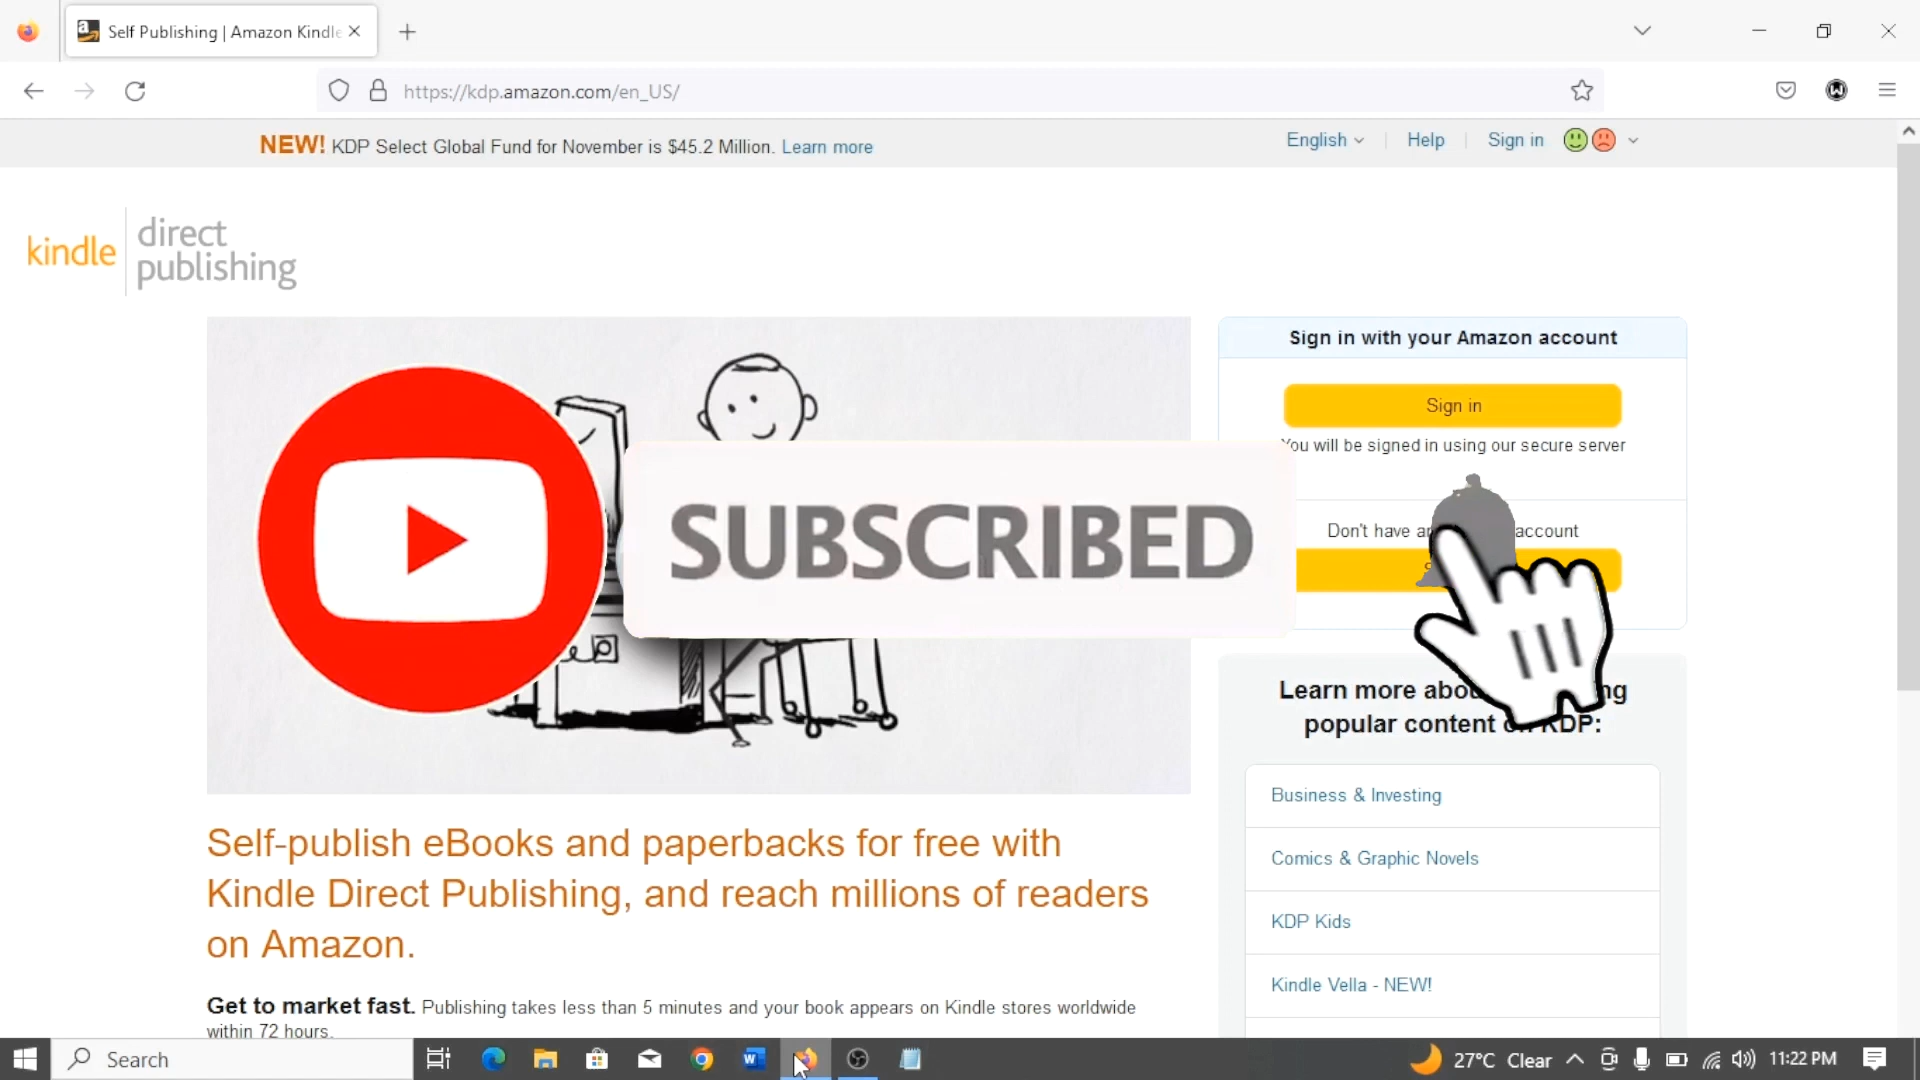 Self Publishing | Amazon Kindle
https://kdp.amazon.com/en_US/
NEW! KDP Select Global Fund for November is $45.2 Million. Learn more
English
Help
Sign in
kindle
direct
publishing
Sign in with your Amazon account
Sign in
You will be signed in using our secure server
SUBSCRIBED
Don't have an account
Learn more about
popular content on KDP:
Business & Investing
Comics & Graphic Novels
KDP Kids
Kindle Vella - NEW!
Self-publish eBooks and paperbacks for free with
Kindle Direct Publishing, and reach millions of readers
on Amazon.
Get to market fast. Publishing takes less than 5 minutes and your book appears on Kindle stores worldwide
within 72 hours.
Search
27°C Clear
11:22 PM